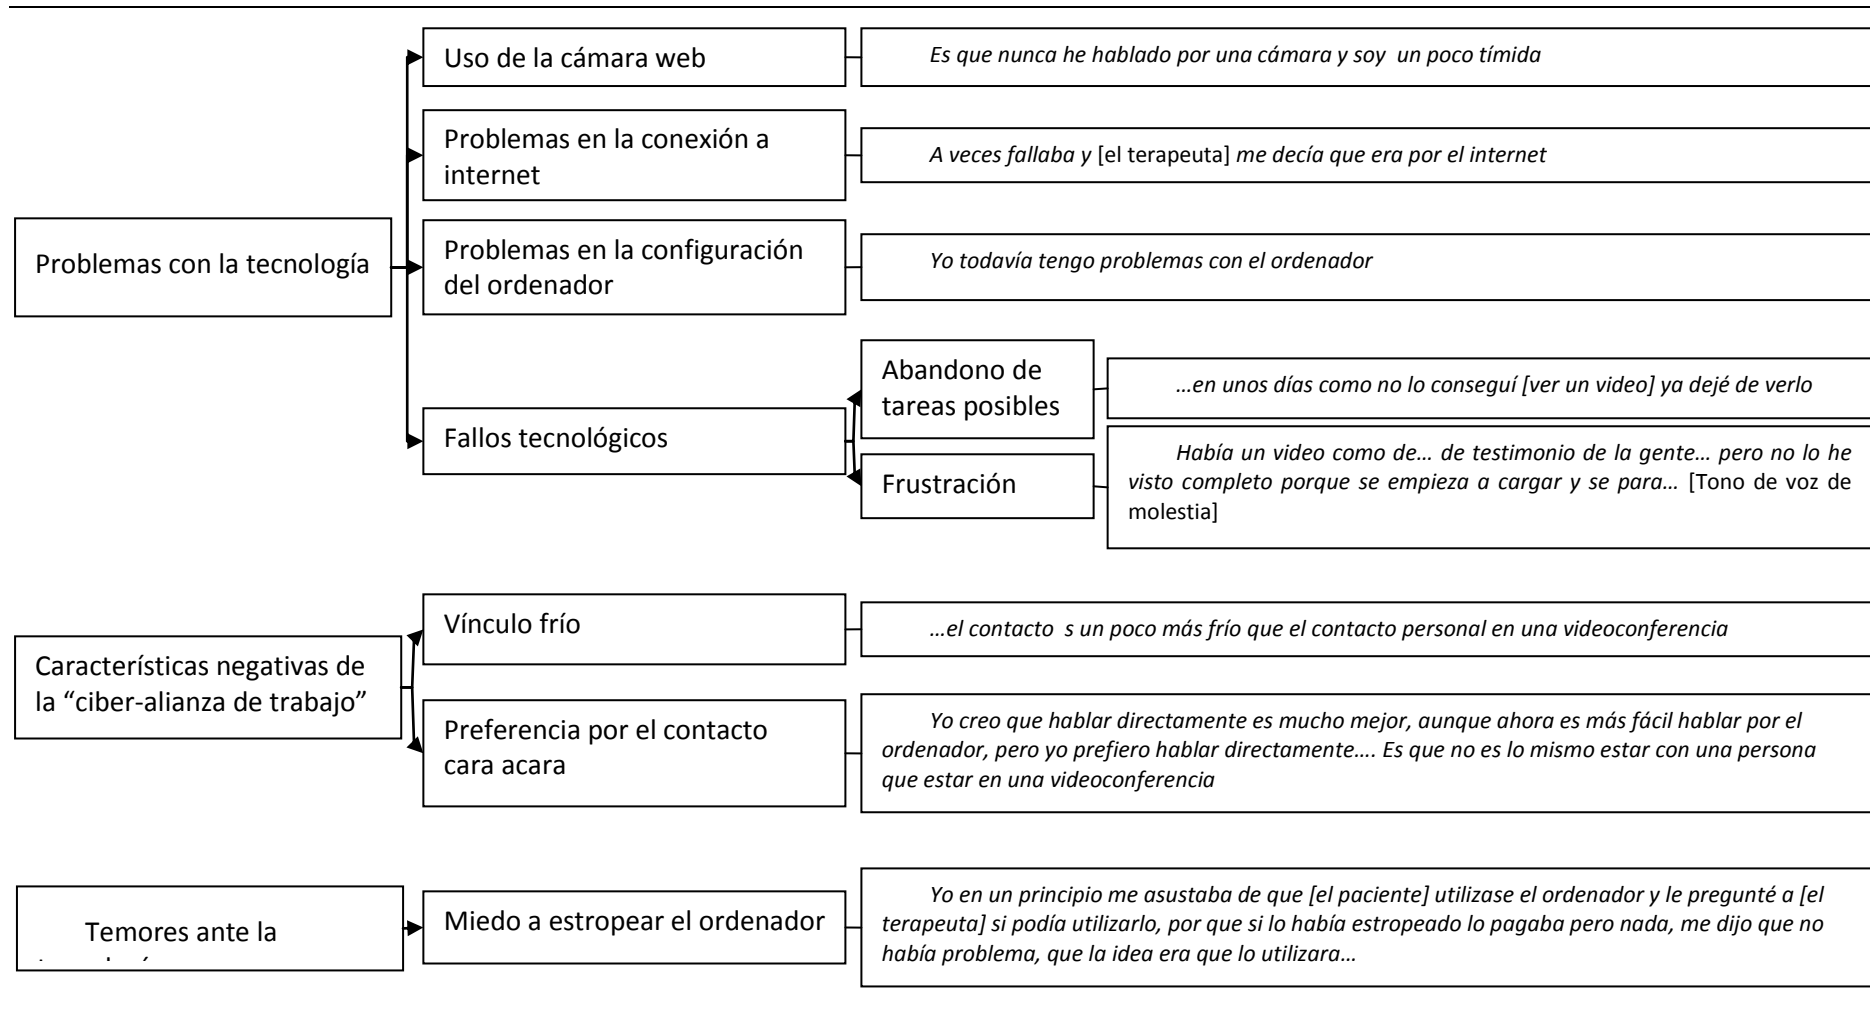 Uso de la cámara web
Es que nunca he hablado por una cámara y soy un poco tímida
Problemas en la conexión a
internet
A veces fallaba y [el terapeuta] me decía que era por el internet
Problemas con la tecnología
Problemas en la configuración
del ordenador
Yo todavía tengo problemas con el ordenador
Fallos tecnológicos
Abandono de
tareas posibles
…en unos días como no lo conseguí [ver un video] ya dejé de verlo
Frustración
Había un video como de… de testimonio de la gente… pero no lo he
visto completo porque se empieza a cargar y se para… [Tono de voz de
molestia]
Características negativas de
la “ciber-alianza de trabajo”
Vínculo frío
…el contacto s un poco más frío que el contacto personal en una videoconferencia
Preferencia por el contacto
cara acara
Yo creo que hablar directamente es mucho mejor, aunque ahora es más fácil hablar por el
ordenador, pero yo prefiero hablar directamente…. Es que no es lo mismo estar con una persona
que estar en una videoconferencia
Temores ante la
Miedo a estropear el ordenador
Yo en un principio me asustaba de que [el paciente] utilizase el ordenador y le pregunté a [el
terapeuta] si podía utilizarlo, por que si lo había estropeado lo pagaba pero nada, me dijo que no
había problema, que la idea era que lo utilizara…